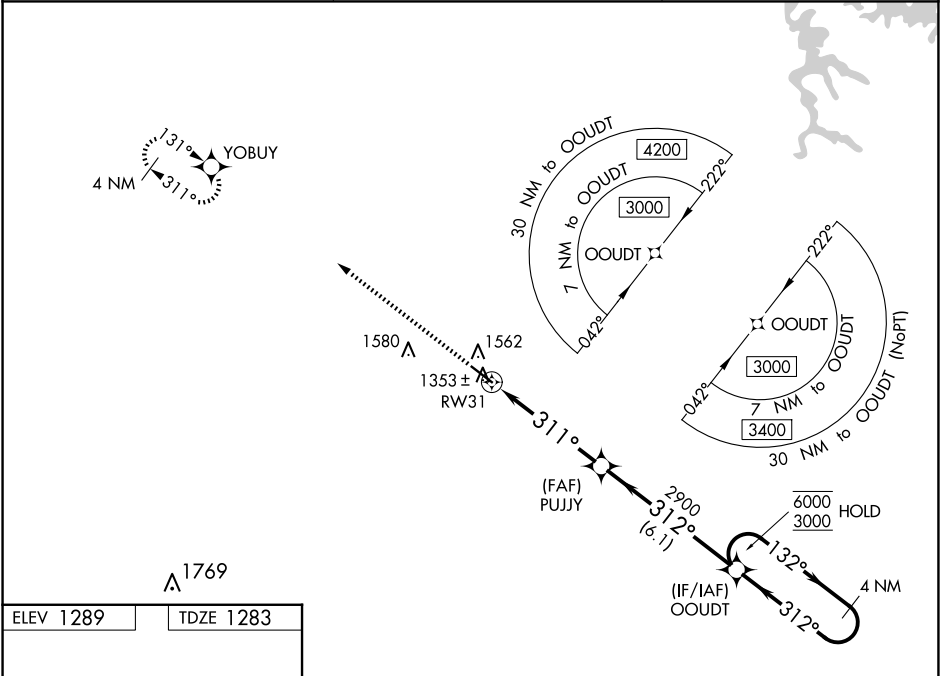 131°
YOBUY
4 NM
311°
30 NM to OOUDT
4200
222°
7 NM to OOUDT
3000
OOUDT
042°
222°
OOUDT
3000
042°
7 NM to OOUDT
3400
30 NM to OOUDT (NoPT)
1580
1562
1353 ±
RW31
311°
(FAF)
PUJJY
2900
312°
(6.1)
6000
3000
HOLD
132°
4 NM
(IF/IAF)
OOUDT
312°
1769
ELEV 1289
TDZE 1283